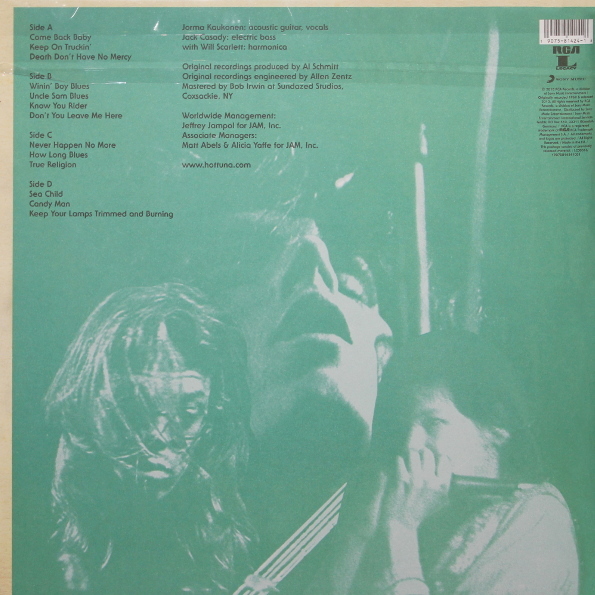 Side A
Come Back Baby
Keep On Truckin'
Death Don't Have No Mercy
Side B
Winin' Boy Blues
Uncle Sam Blues
Know You Rider
Don't You Leave Me Here
Side C
Never Happen No More
How Long Blues
True Religion
Side D
Sea Child
Candy Man
Keep Your Lamps Trimmed and Burning
Jorma Kaukonen: acoustic guitar, vocals
Jack Casady: electric bass
with Will Scarlett: harmonica
Original recordings produced by Al Schmitt
Original recordings engineered by Allen Zentz
Mastered by Bob Irwin at Sundazed Studios,
Coxsackie, NY
Worldwide Management:
Jeffrey Jampol for JAM, Inc.
Associate Managers:
Matt Abels & Alicia Yaffe for JAM, Inc.
www.hottuna.com
RCA